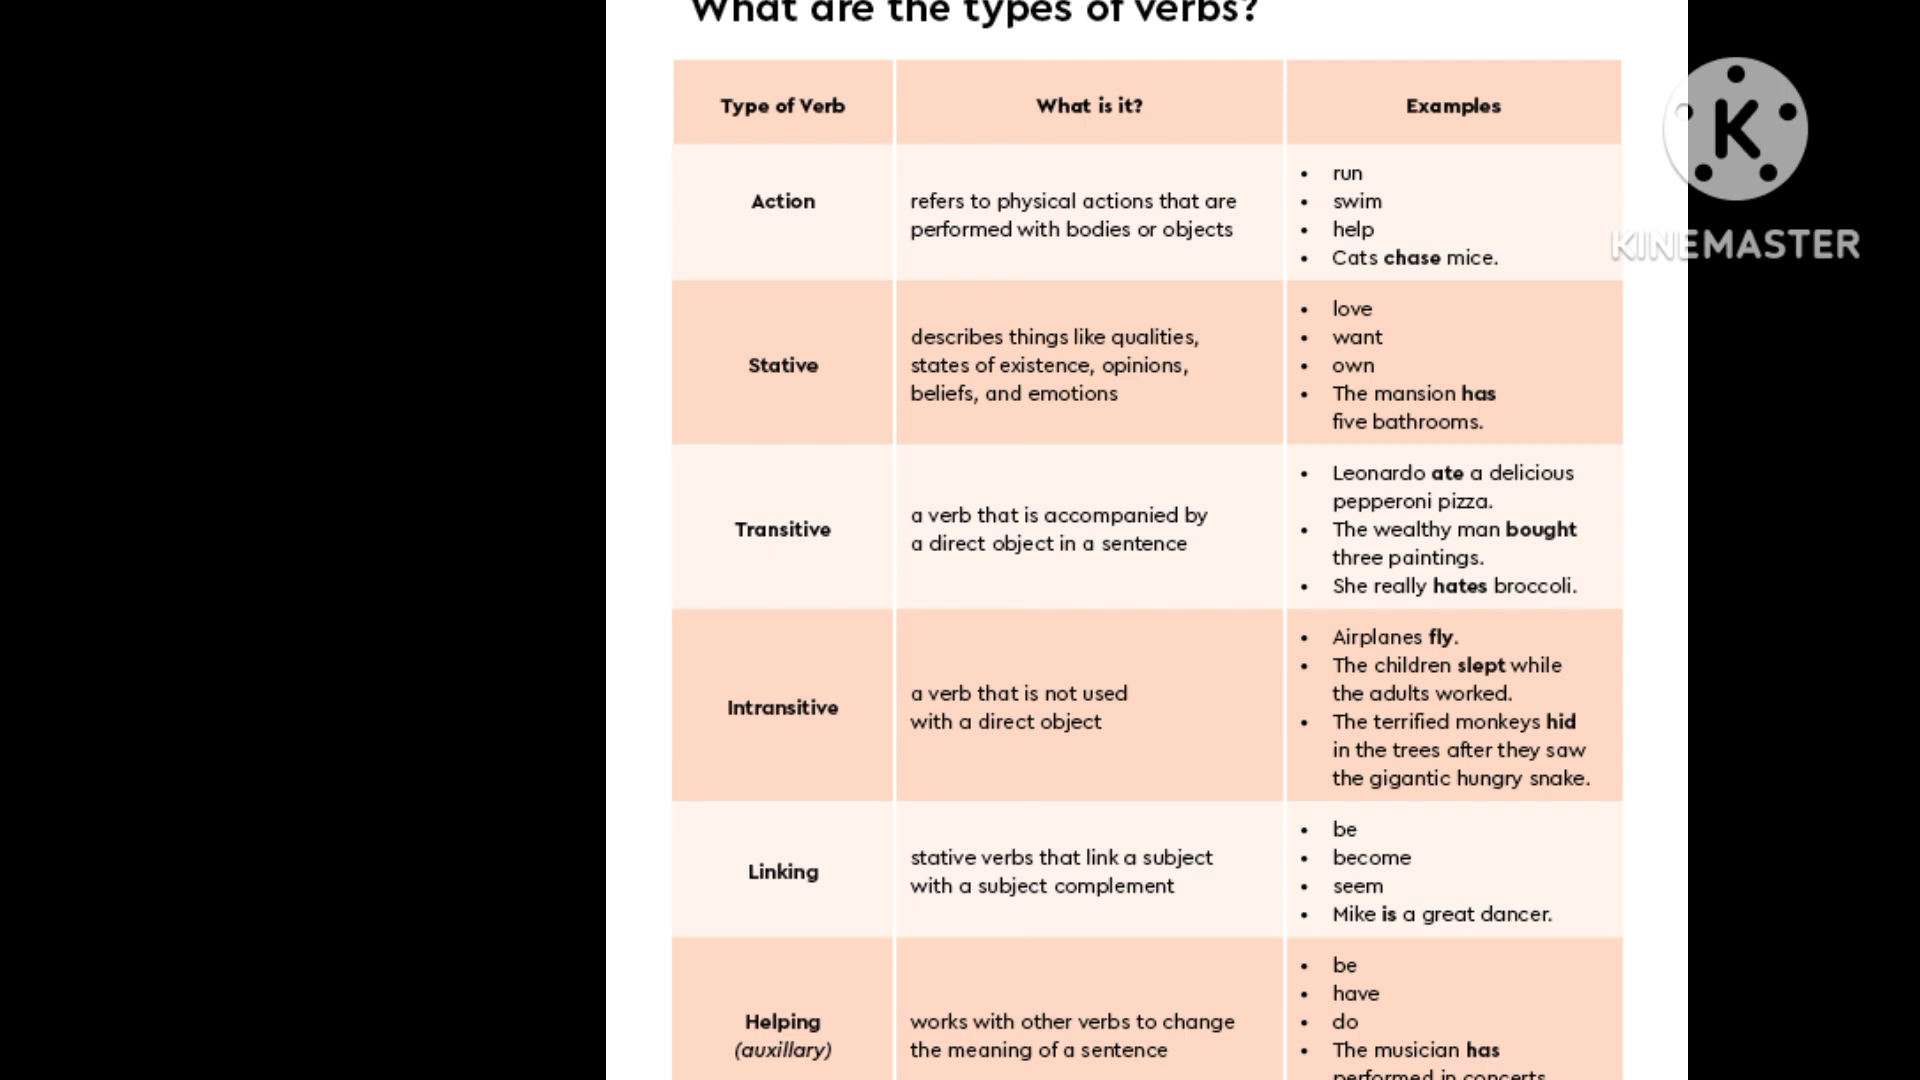 What are the types of verbs?
Type of Verb
What is it?
Examples
Action
refers to physical actions that are
performed with bodies or objects
• run
• swim
• help
• Cats chase mice.
Stative
describes things like qualities,
states of existence, opinions,
beliefs, and emotions
• love
• want
• own
• The mansion has
five bathrooms.
Transitive
a verb that is accompanied by
a direct object in a sentence
• Leonardo ate a delicious
pepperoni pizza.
• The wealthy man bought
three paintings.
• She really hates broccoli.
Intransitive
a verb that is not used
with a direct object
• Airplanes fly.
• The children slept while
the adults worked.
• The terrified monkeys hid
in the trees after they saw
the gigantic hungry snake.
Linking
stative verbs that link a subject
with a subject complement
• be
• become
• seem
• Mike is a great dancer.
Helping
(auxillary)
works with other verbs to change
the meaning of a sentence
• be
• have
• do
• The musician has
performed in concerts
K
KINEMASTER